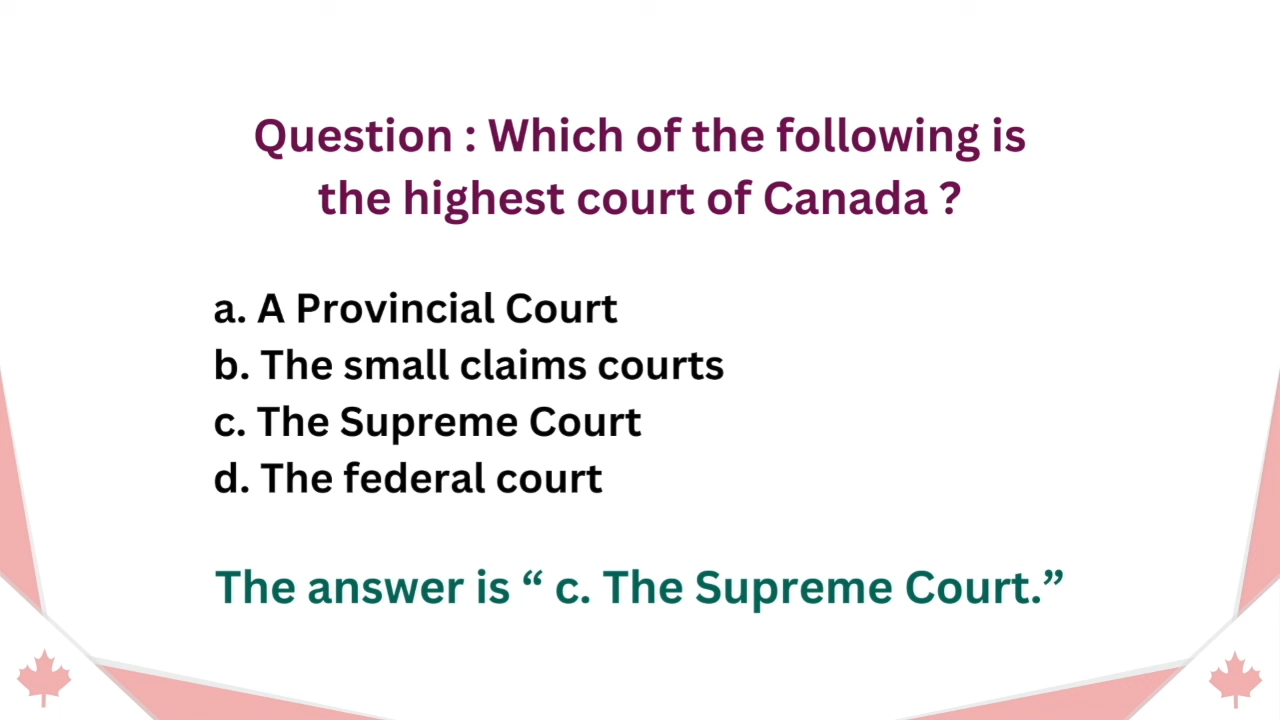 Question : Which of the following is
the highest court of Canada ?
a. A Provincial Court
b. The small claims courts
c. The Supreme Court
d. The federal court
The answer is “ c. The Supreme Court.”